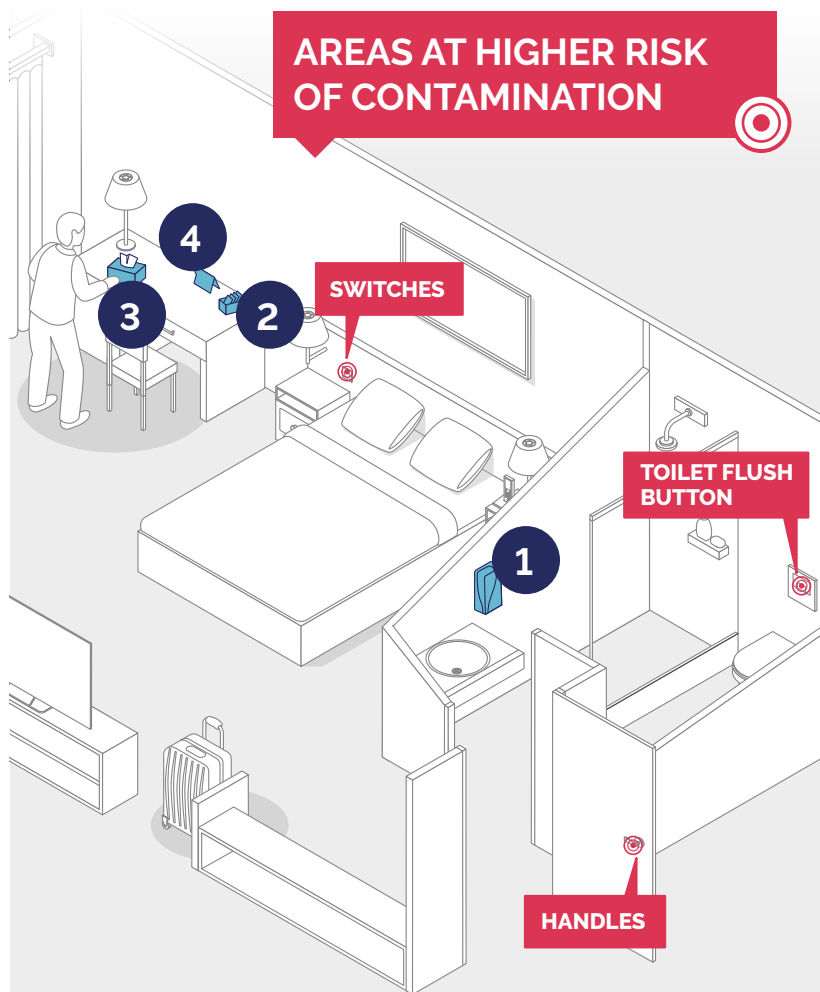 AREAS AT HIGHER RISK
OF CONTAMINATION
4
SWITCHES
3
2
TOILET FLUSH
BUTTON
1
HANDLES